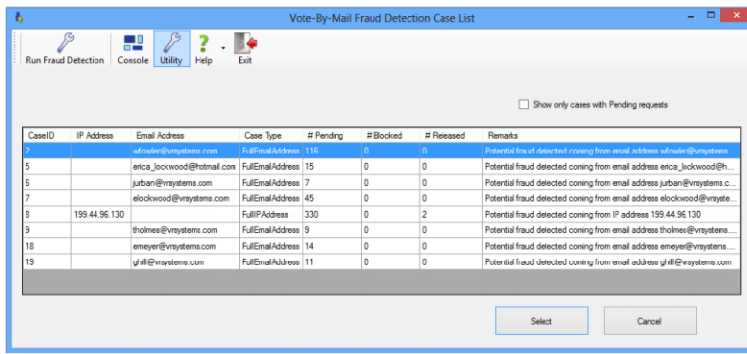 Vote-By-Mail Fraud Detection Case List
Run Fraud Detection Console Utility Help Exit
Show only cases with Pending requests
CaseID IP Address Email Address Case Type # Pending #Blocked # Released Remarks
2 wfowler@vrsystems.com FullEmailAddress 116 0 0 Potential fraud detected coming from email address wfowler@vrsystems
5 erica_lockwood@hotmail.com FullEmailAddress 15 0 0 Potential fraud detected coming from email address erica_lockwood@h...
6 jurban@vrsystems.com FullEmailAddress 7 0 0 Potential fraud detected coming from email address jurban@vrsystems.c...
7 elockwood@vrsystems.com FullEmailAddress 45 0 0 Potential fraud detected coming from email address elockwood@vrsyste...
8 199.44.96.130 FullIPAddress 330 0 2 Potential fraud detected coming from IP address 199.44.96.130
9 tholmes@vrsystems.com FullEmailAddress 9 0 0 Potential fraud detected coming from email address tholmes@vrsystems....
18 emeyer@vrsystems.com FullEmailAddress 14 0 0 Potential fraud detected coming from email address emeyer@vrsystems....
19 yhill@vrsystems.com FullEmailAddress 11 0 0 Potential fraud detected coming from email address yhill@vrsystems.com
Select Cancel